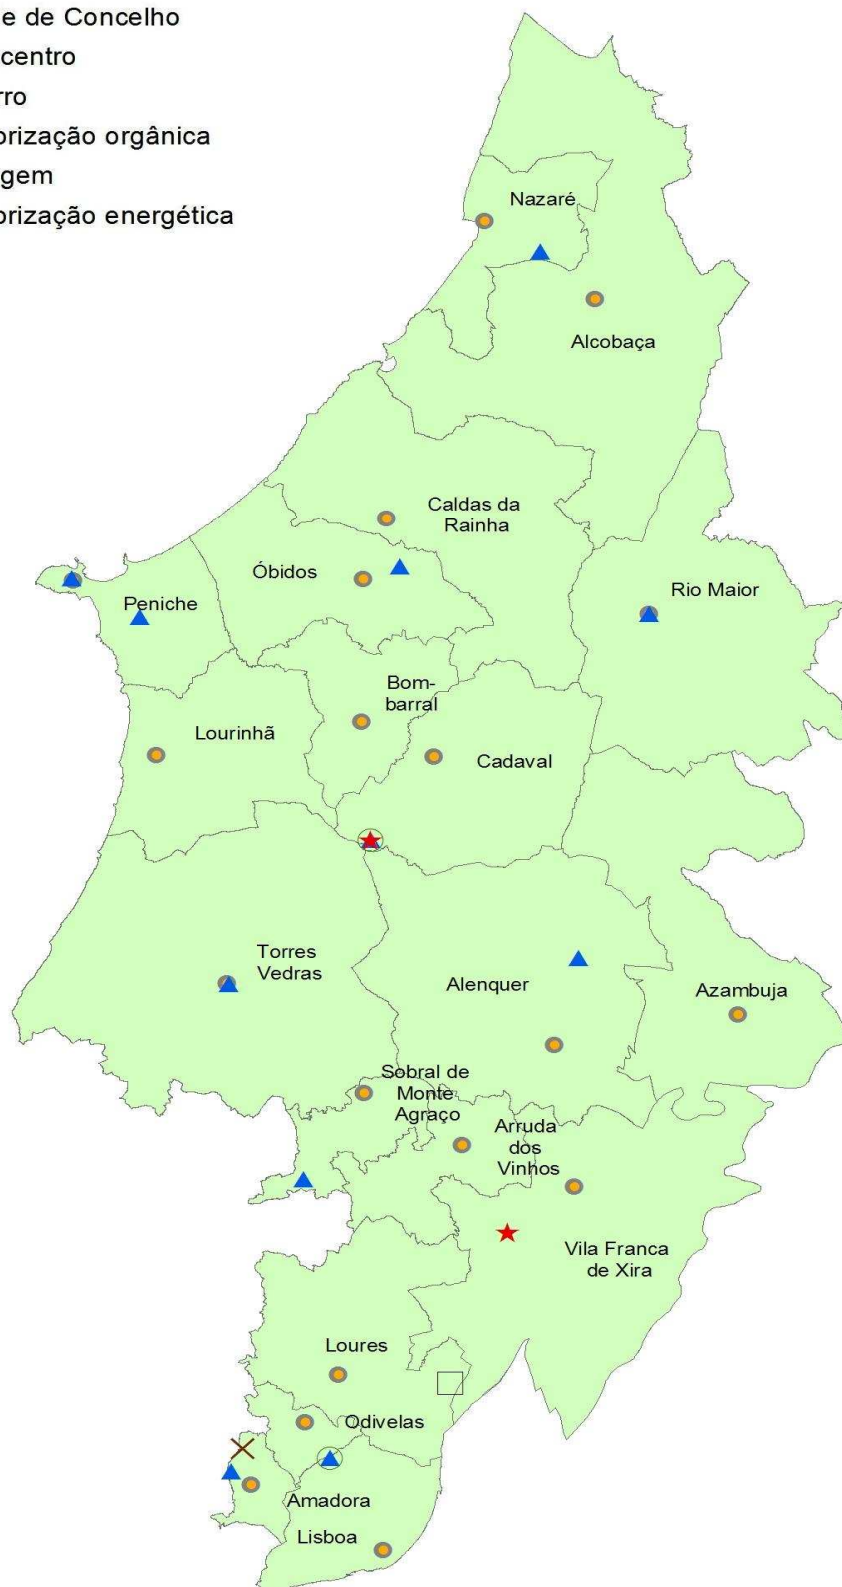 e de Concelho
centro
rro
orização orgânica
gem
orização energética
Nazaré
Alcobaça
Caldas da
Rainha
Óbidos
Peniche
Rio Maior
Bom-
barral
Lourinhã
Cadaval
Torres
Vedras
Alenquer
Azambuja
Sobral de
Monte
Agraço
Arruda
dos
Vinhos
Vila Franca
de Xira
Loures
Odivelas
Amadora
Lisboa